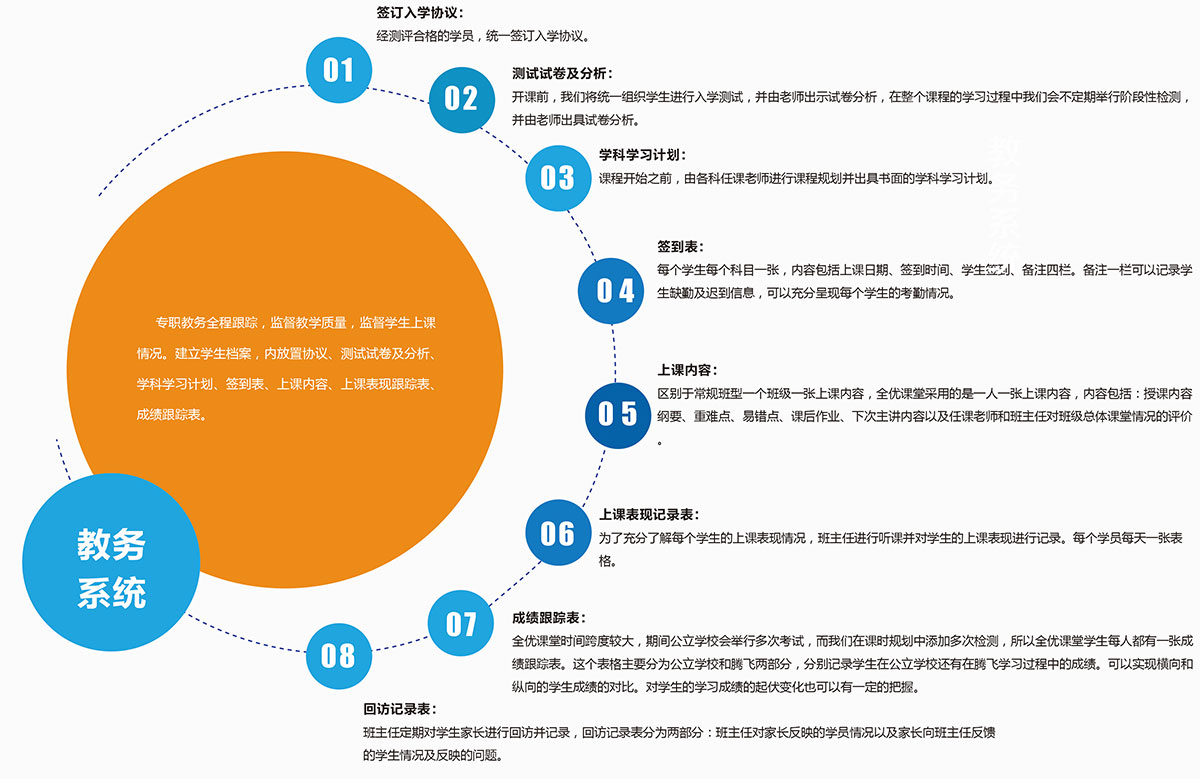 签订入学协议：
经测评合格的学员，统一签订入学协议。
01
02
测试试卷及分析：
开课前，我们将统一组织学生进行入学测试，并由老师出示试卷分析，在整个课程的学习过程中我们会不定期举行阶段性检测，
并由老师出具试卷分析。
03
学科学习计划：
课程开始之前，由各科任课老师进行课程规划并出具书面的学科学习计划。
教务系统
04
签到表：
每个学生每个科目一张，内容包括上课日期、签到时间、学生签到、备注四栏。备注一栏可以记录学
生缺勤及迟到信息，可以充分呈现每个学生的考勤情况。
专职教务全程跟踪，监督教学质量，监督学生上课
情况。建立学生档案，内放置协议、测试试卷及分析、
学科学习计划、签到表、上课内容、上课表现跟踪表、
成绩跟踪表。
05
上课内容：
区别于常规班型一个班级一张上课内容，全优课堂采用的是一人一张上课内容，内容包括：授课内容
纲要、重难点、易错点、课后作业、下次主讲内容以及任课老师和班主任对班级总体课堂情况的评价
。
教务
系统
06
上课表现记录表：
为了充分了解每个学生的上课表现情况，班主任进行听课并对学生的上课表现进行记录。每个学员每天一张表
格。
07
成绩跟踪表：
全优课堂时间跨度较大，期间公立学校会举行多次考试，而我们在课时规划中添加多次检测，所以全优课堂学生每人都有一张成
绩跟踪表。这个表格主要分为公立学校和腾飞两部分，分别记录学生在公立学校还有在腾飞学习过程中的成绩。可以实现横向和
纵向的学生成绩的对比。对学生的学习成绩的起伏变化也可以有一定的把握。
08
回访记录表：
班主任定期对学生家长进行回访并记录，回访记录表分为两部分：班主任对家长反映的学员情况以及家长向班主任反馈
的学生情况及反映的问题。